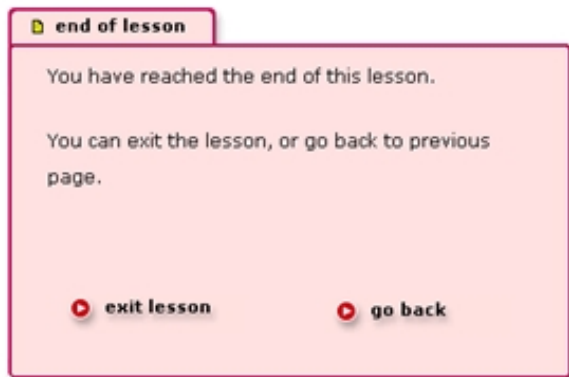 end of lesson
You have reached the end of this lesson.
You can exit the lesson, or go back to previous
page.
exit lesson
go back